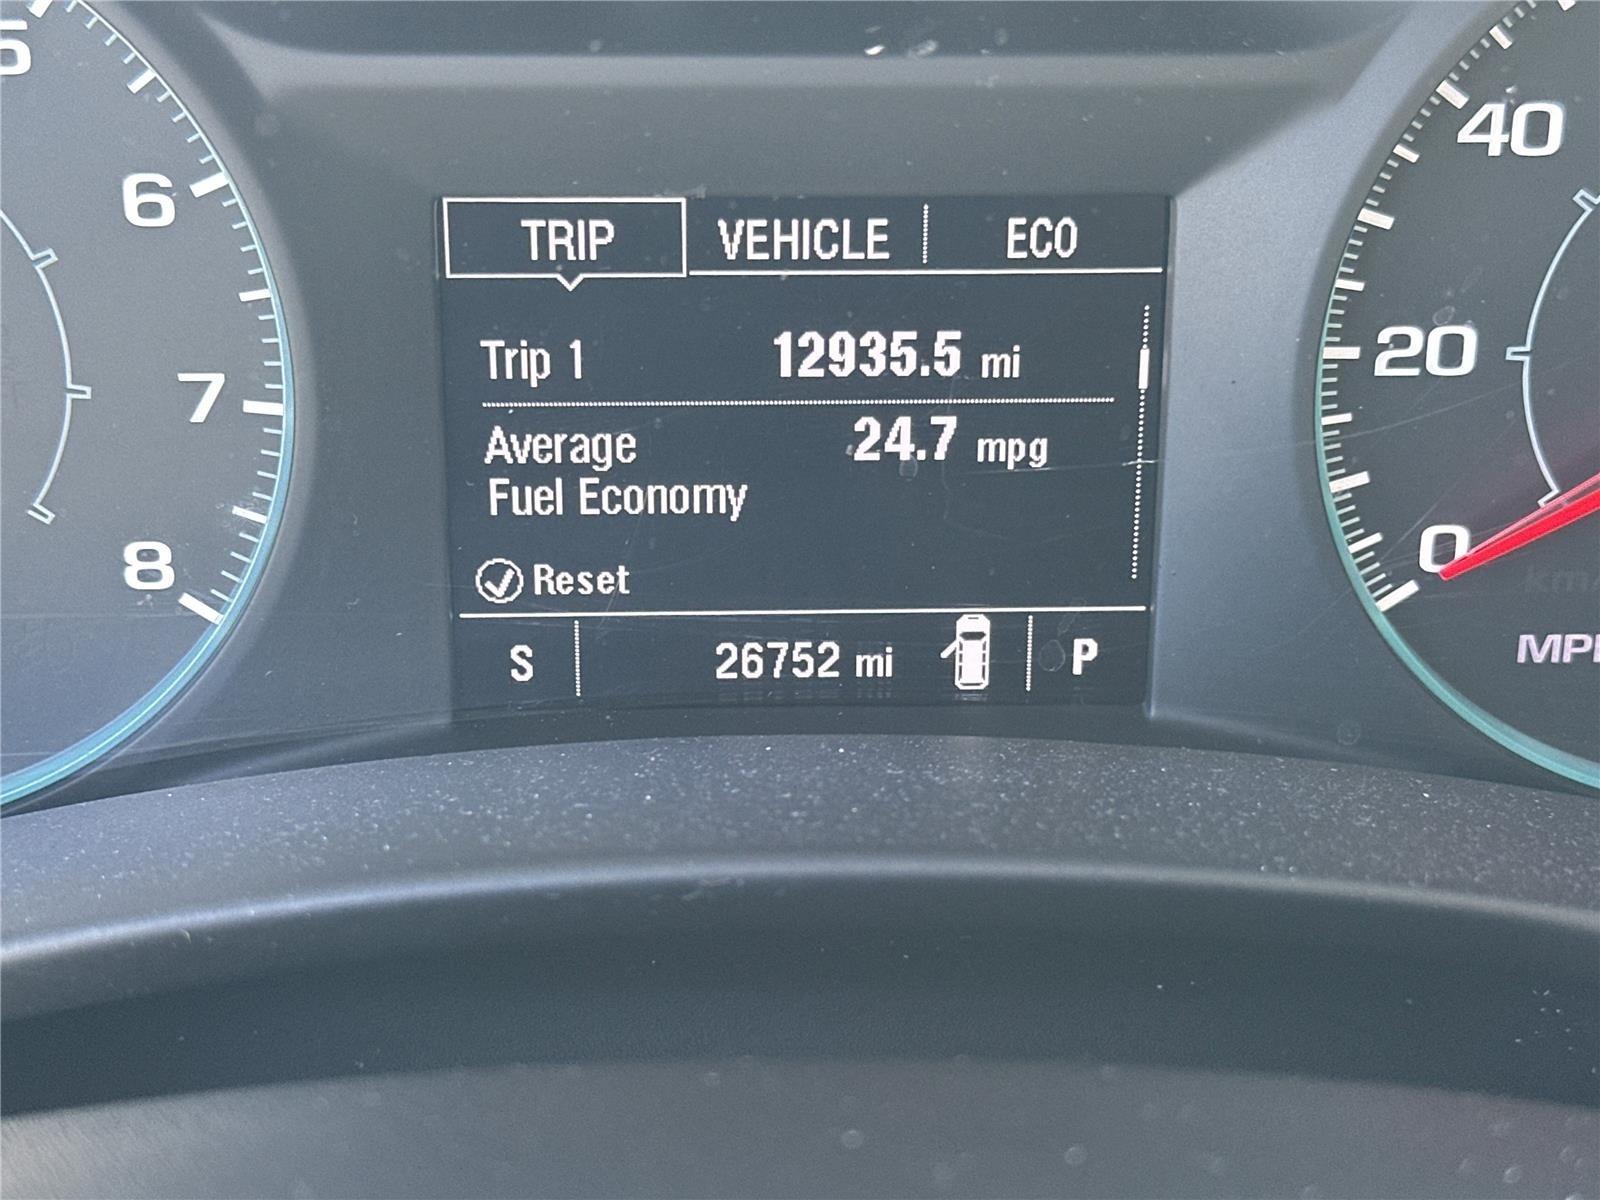 TRIP VEHICLE ECO
Trip 1 12935.5 mi
Average 24.7 mpg
Fuel Economy
Reset
S 26752 mi P
6
7
8
40
20
0